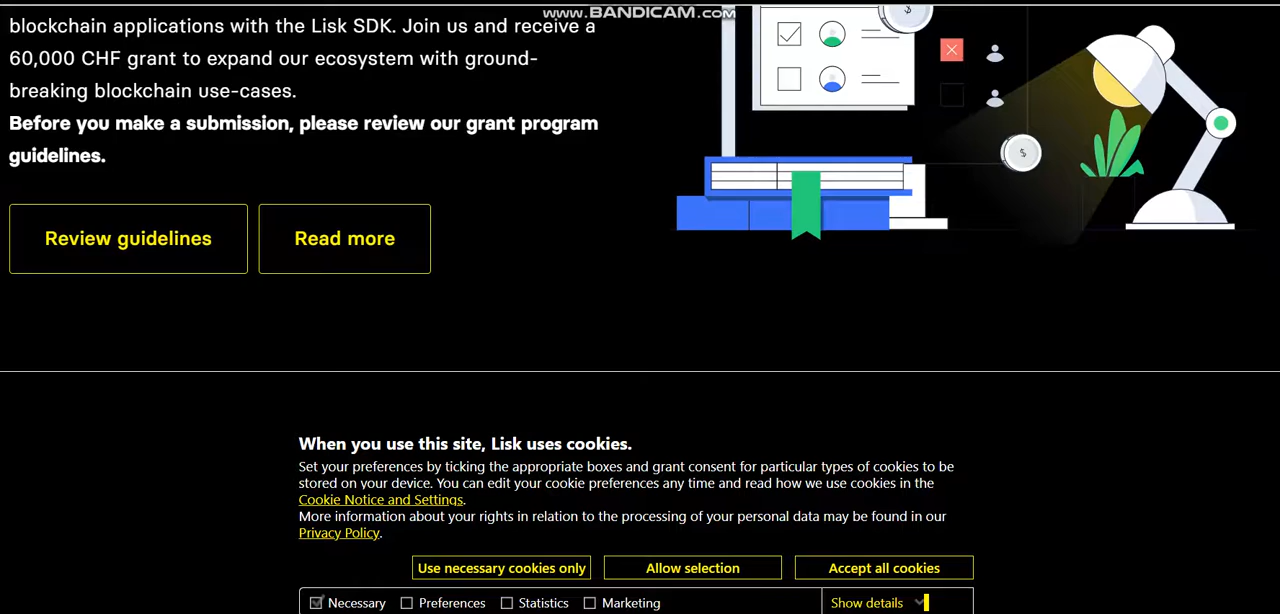 www.BANDICAM.com
blockchain applications with the Lisk SDK. Join us and receive a
60,000 CHF grant to expand our ecosystem with ground-
breaking blockchain use-cases.
Before you make a submission, please review our grant program
guidelines.
$
$
Review guidelines
Read more
When you use this site, Lisk uses cookies.
Set your preferences by ticking the appropriate boxes and grant consent for particular types of cookies to be
stored on your device. You can edit your cookie preferences any time and read how we use cookies in the
Cookie Notice and Settings.
More information about your rights in relation to the processing of your personal data may be found in our
Privacy Policy.
Use necessary cookies only
Allow selection
Accept all cookies
Necessary
Preferences
Statistics
Marketing
Show details